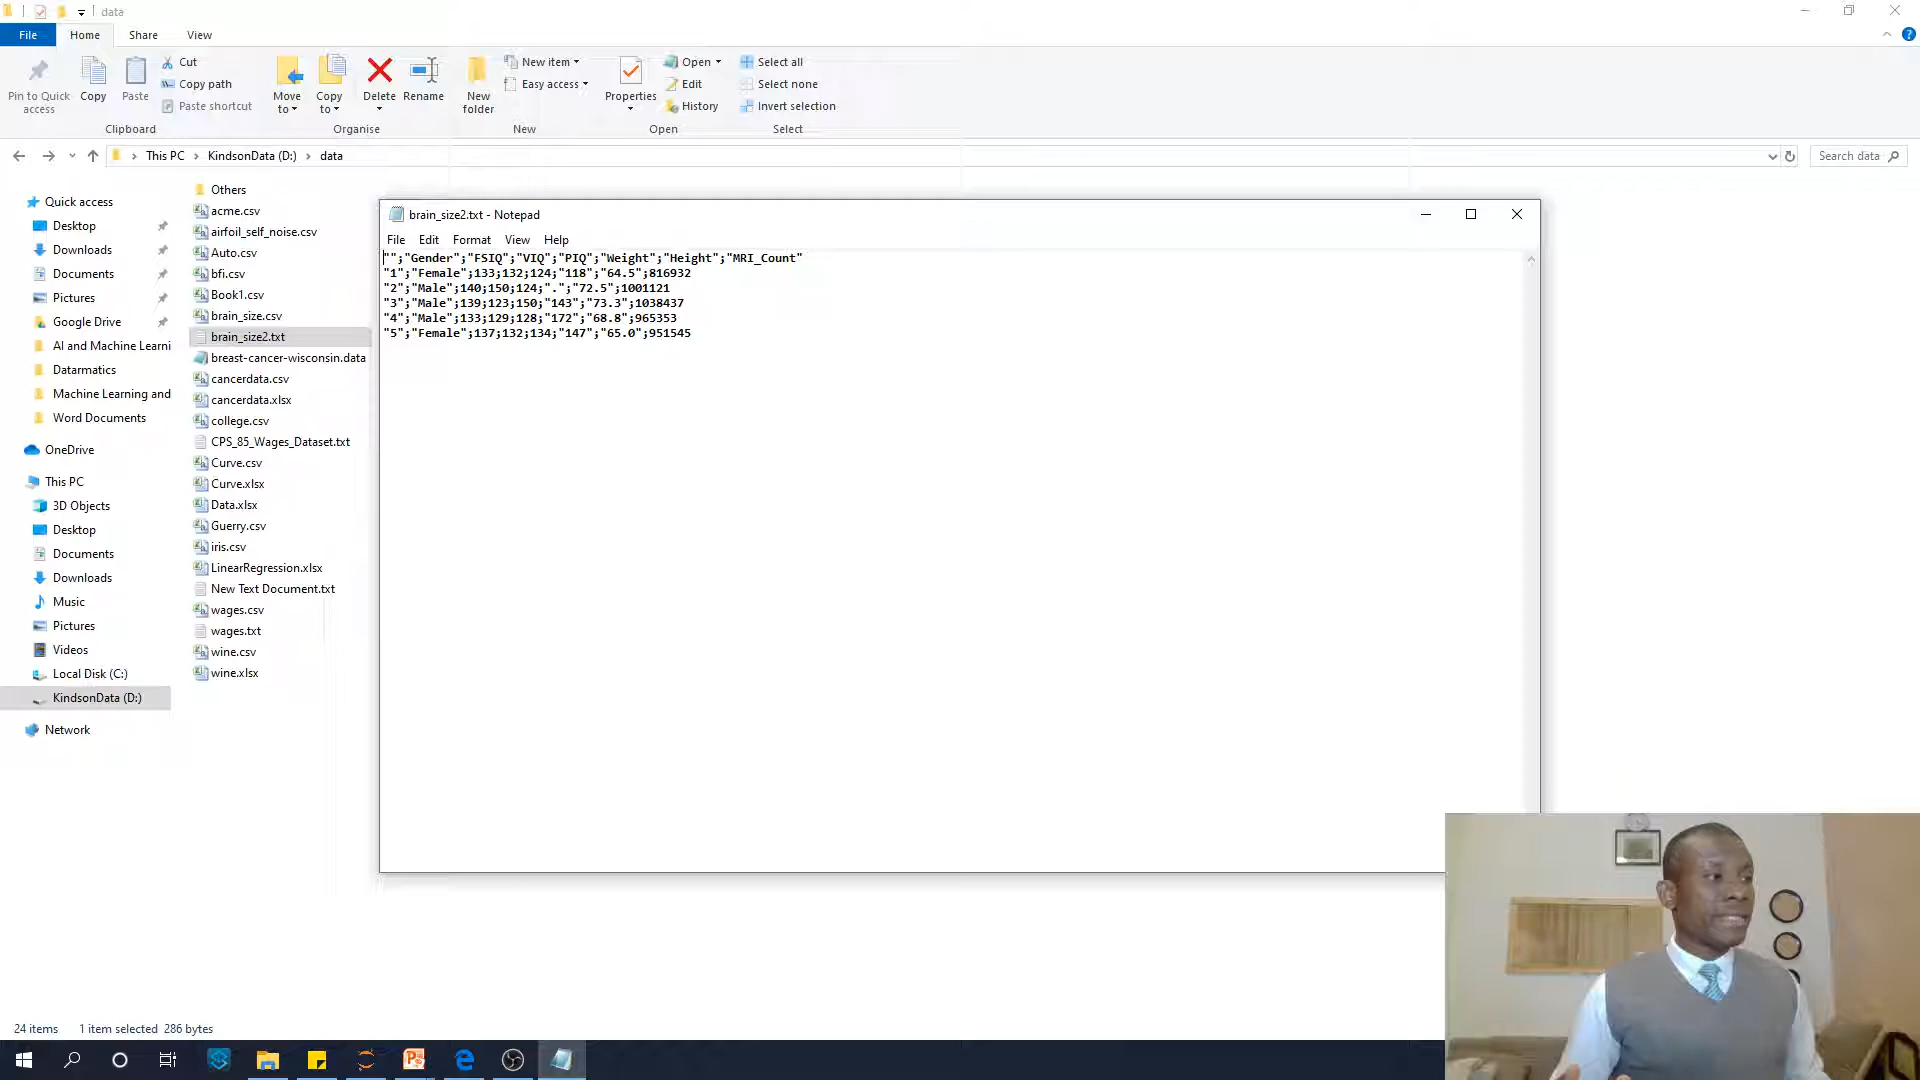 data
File Home Share View
Pin to Quick access
Copy
Paste
Cut
Copy path
Paste shortcut
Clipboard
Move to
Copy to
Delete
Rename
Organise
New folder
New item
Easy access
New
Properties
Open
Edit
History
Open
Select all
Select none
Invert selection
Select
This PC > KindsonData (D:) > data
Search data
Quick access
Desktop
Downloads
Documents
Pictures
Google Drive
AI and Machine Learni
Datarmatics
Machine Learning and
Word Documents
OneDrive
This PC
3D Objects
Desktop
Documents
Downloads
Music
Pictures
Videos
Local Disk (C:)
KindsonData (D:)
Network
Others
acme.csv
airfoil_self_noise.csv
Auto.csv
bfi.csv
Book1.csv
brain_size.csv
brain_size2.txt
breast-cancer-wisconsin.data
cancerdata.csv
cancerdata.xlsx
college.csv
CPS_85_Wages_Dataset.txt
Curve.csv
Curve.xlsx
Data.xlsx
Guerry.csv
iris.csv
LinearRegression.xlsx
New Text Document.txt
wages.csv
wages.txt
wine.csv
wine.xlsx
brain_size2.txt - Notepad
File Edit Format View Help
"";"Gender";"FSIQ";"VIQ";"PIQ";"Weight";"Height";"MRI_Count"
"1";"Female";133;132;124;"118";"64.5";816932
"2";"Male";140;150;124;".";"72.5";1001121
"3";"Male";139;123;150;"143";"73.3";1038437
"4";"Male";133;129;128;"172";"68.8";965353
"5";"Female";137;132;134;"147";"65.0";951545
24 items 1 item selected 286 bytes